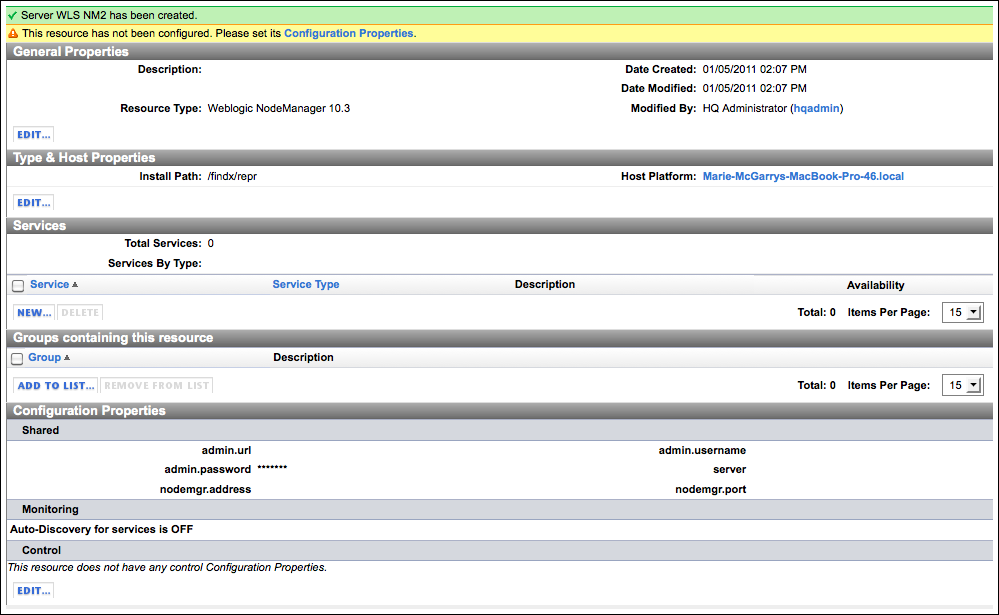 Server WLS NM2 has been created.
This resource has not been configured. Please set its Configuration Properties.
General Properties
Description: Date Created: 01/05/2011 02:07 PM
Date Modified: 01/05/2011 02:07 PM
Resource Type: Weblogic NodeManager 10.3 Modified By: HQ Administrator (hqadmin)
EDIT...
Type & Host Properties
Install Path: /findx/repr Host Platform: Marie-McGarrys-MacBook-Pro-46.local
EDIT...
Services
Total Services: 0
Services By Type:
Service Service Type Description Availability
NEW... DELETE Total: 0 Items Per Page: 15
Groups containing this resource
Group Description
ADD TO LIST... REMOVE FROM LIST Total: 0 Items Per Page: 15
Configuration Properties
Shared
admin.url admin.username
admin.password ******* server
nodemgr.address nodemgr.port
Monitoring
Auto-Discovery for services is OFF
Control
This resource does not have any control Configuration Properties.
EDIT...